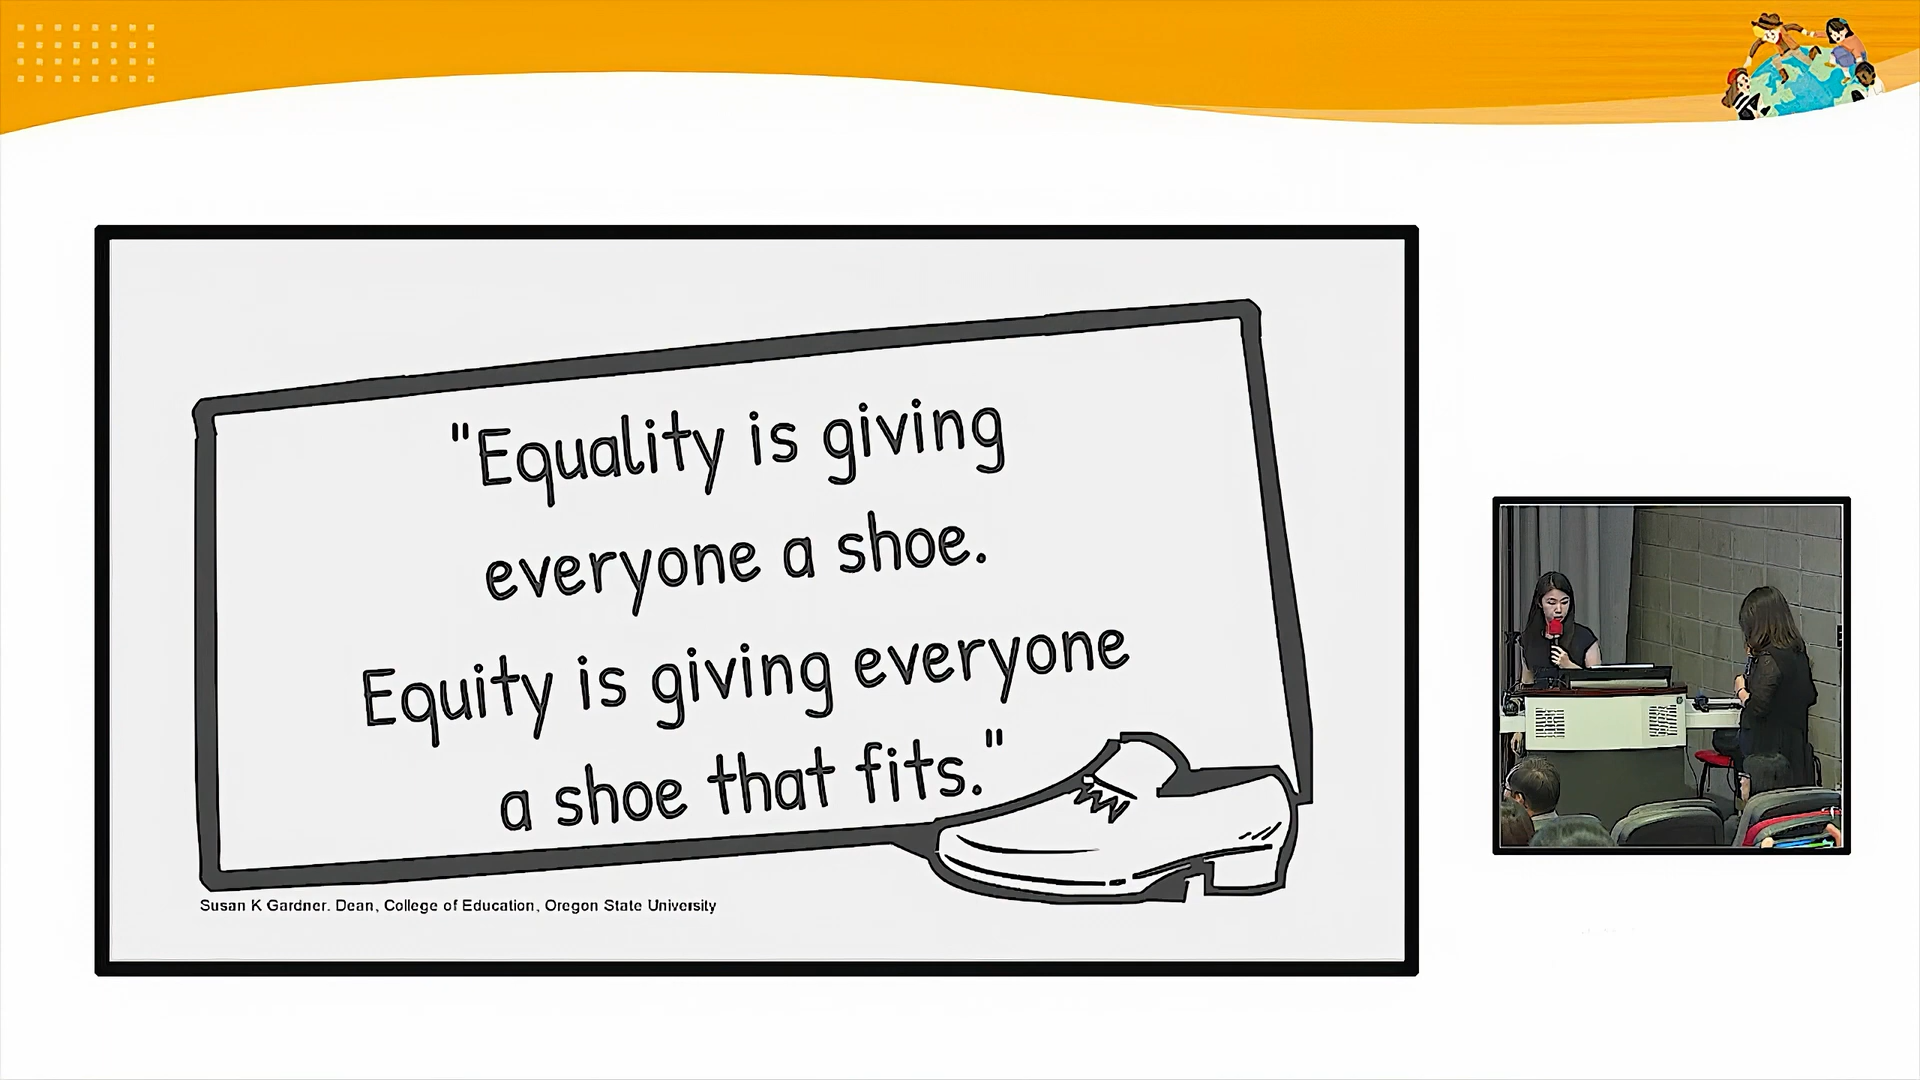 "Equality is giving
everyone a shoe.
Equity is giving everyone
a shoe that fits."
Susan K Gardner. Dean, College of Education, Oregon State University